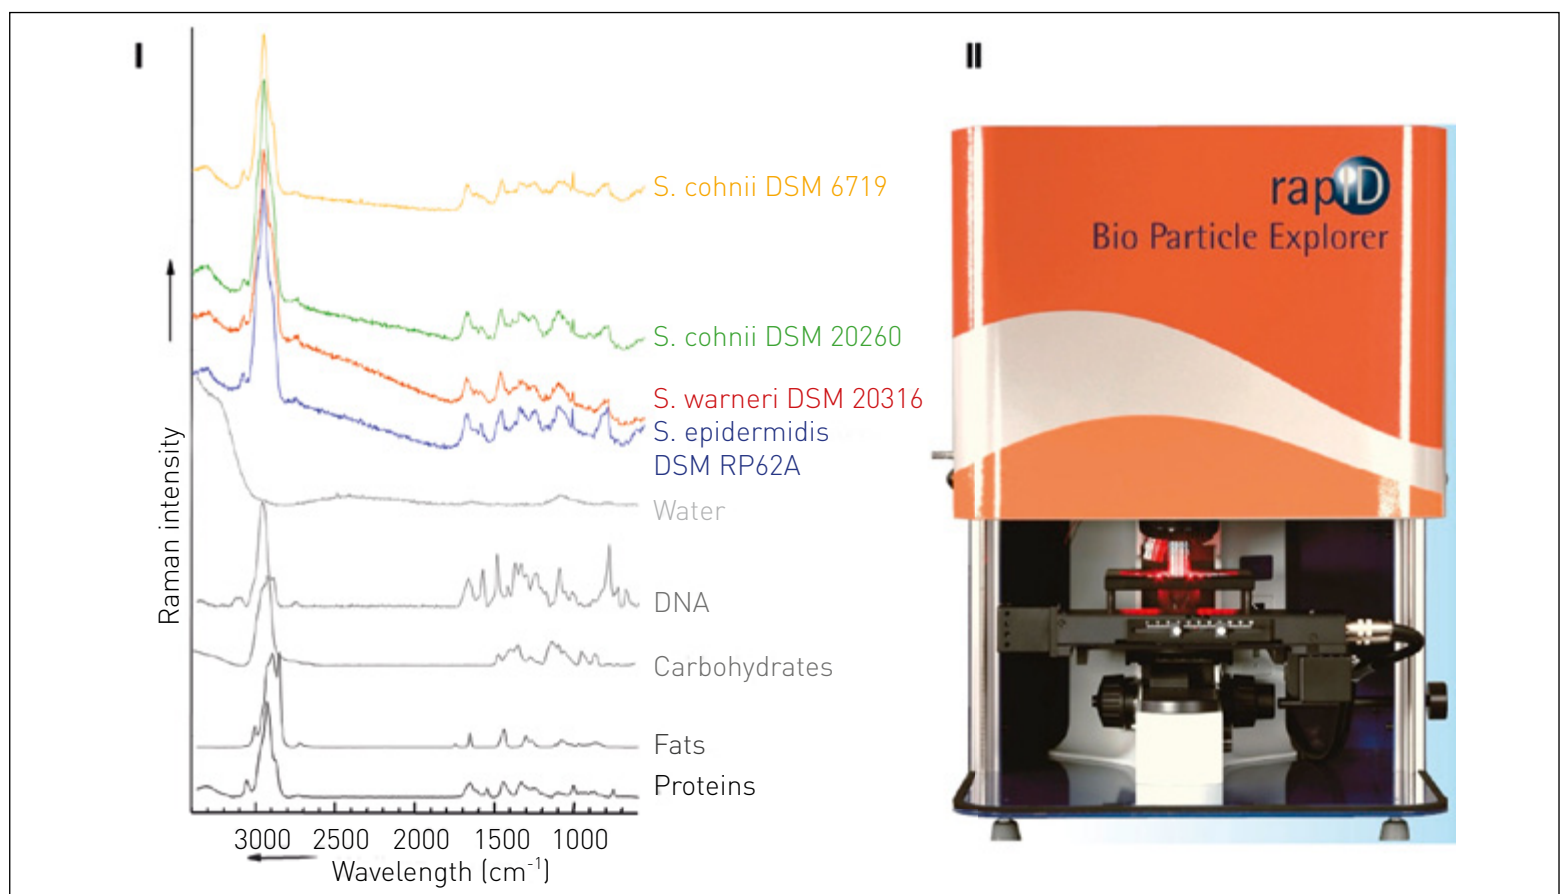 I
S. cohnii DSM 6719
S. cohnii DSM 20260
S. warneri DSM 20316
S. epidermidis
DSM RP62A
Water
DNA
Carbohydrates
Fats
Proteins
Raman intensity
3000 2500 2000 1500 1000
Wavelength (cm⁻¹)
II
rapiD
Bio Particle Explorer